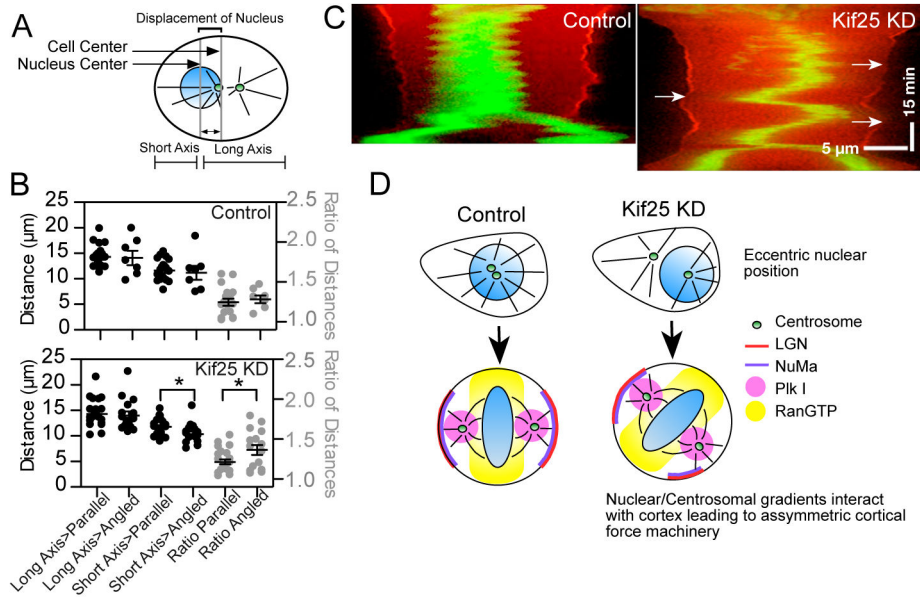 A
Displacement of Nucleus
Cell Center
Nucleus Center
Short Axis
Long Axis
B
25
20
15
10
5
0
Distance (µm)
Control
2.5
2.0
1.5
1.0
Ratio of Distances
25
20
15
10
5
0
Distance (µm)
Kif25 KD
*
*
2.5
2.0
1.5
1.0
Ratio of Distances
Long Axis>Parallel
Long Axis>Angled
Short Axis>Parallel
Short Axis>Angled
Ratio Parallel
Ratio Angled
C
Control
Kif25 KD
15 min
5 µm
D
Control
Kif25 KD
Eccentric nuclear
position
Centrosome
LGN
NuMa
Plk I
RanGTP
Nuclear/Centrosomal gradients interact
with cortex leading to assymmetric cortical
force machinery